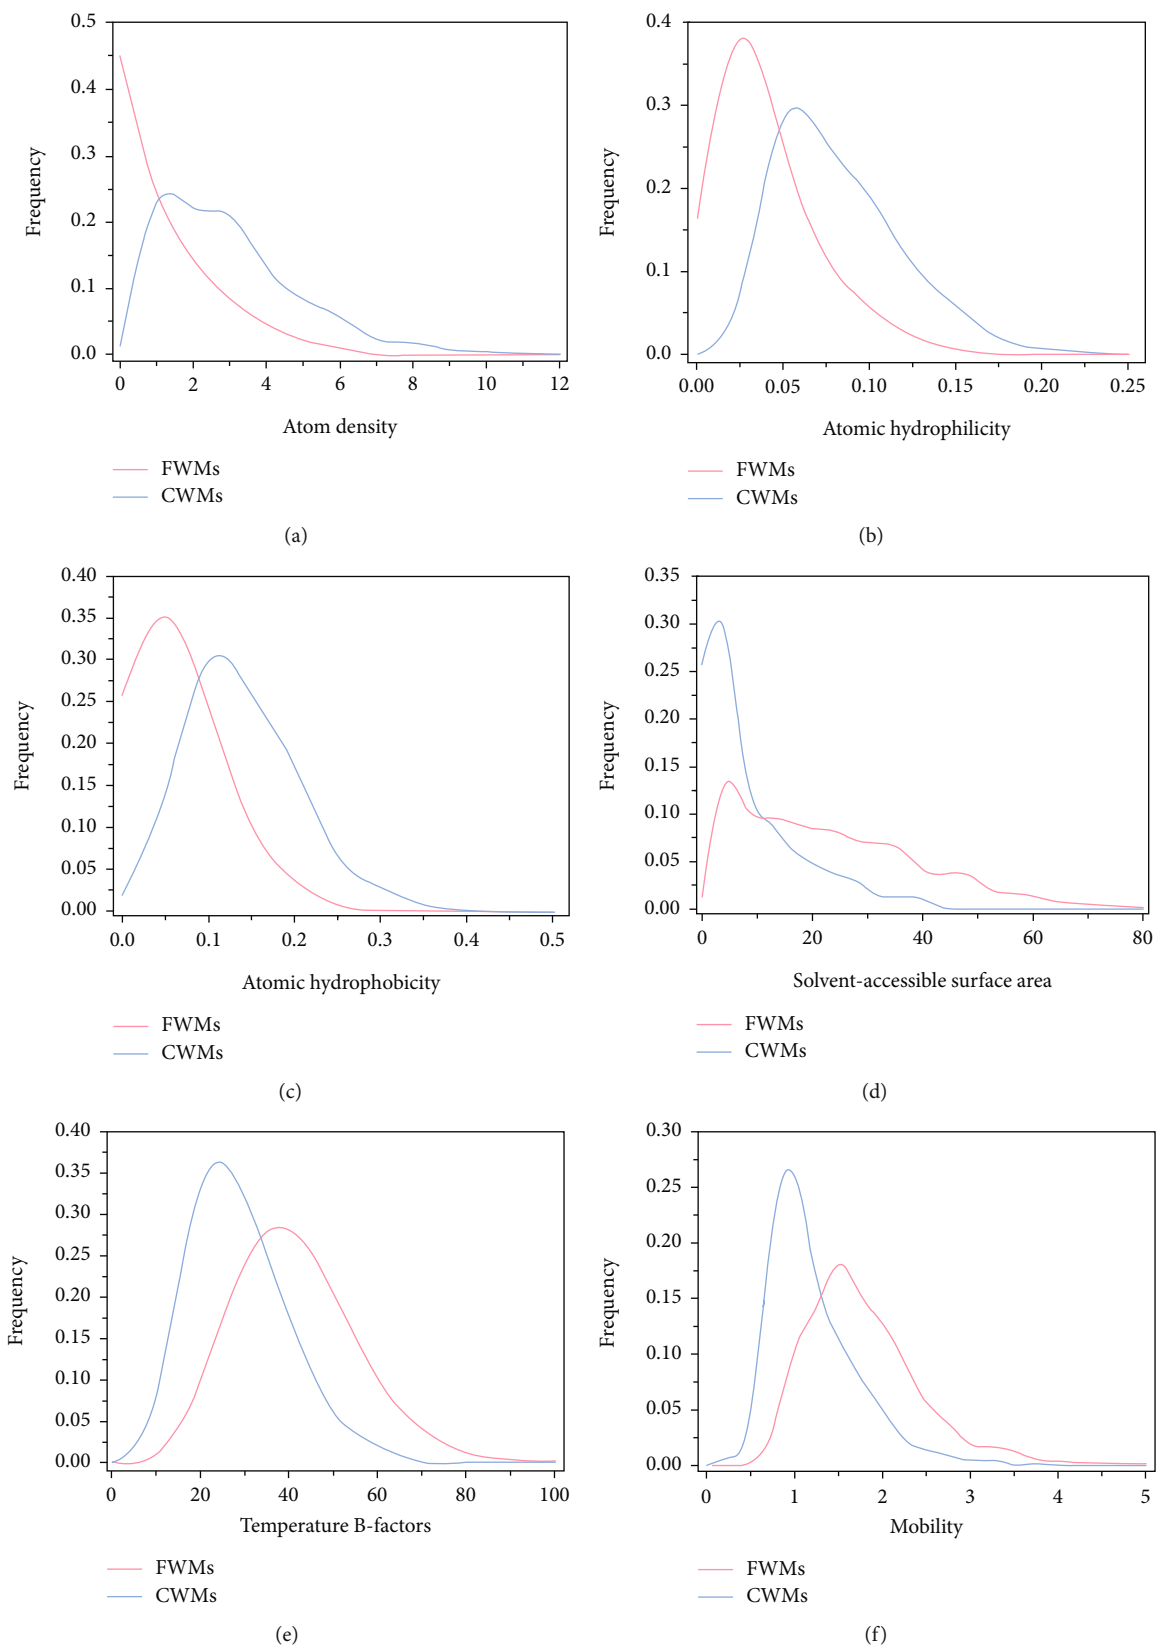 0.5
0.4
0.3
0.2
0.1
0.0
Frequency
0 2 4 6 8 10 12
Atom density
FWMs
CWMs
(a)
0.4
0.3
0.2
0.1
0.0
Frequency
0.00 0.05 0.10 0.15 0.20 0.25
Atomic hydrophilicity
FWMs
CWMs
(b)
0.40
0.35
0.30
0.25
0.20
0.15
0.10
0.05
0.00
Frequency
0.0 0.1 0.2 0.3 0.4 0.5
Atomic hydrophobicity
FWMs
CWMs
(c)
0.35
0.30
0.25
0.20
0.15
0.10
0.05
0.00
Frequency
0 20 40 60 80
Solvent-accessible surface area
FWMs
CWMs
(d)
0.40
0.35
0.30
0.25
0.20
0.15
0.10
0.05
0.00
Frequency
0 20 40 60 80 100
Temperature B-factors
FWMs
CWMs
(e)
0.30
0.25
0.20
0.15
0.10
0.05
0.00
Frequency
0 1 2 3 4 5
Mobility
FWMs
CWMs
(f)